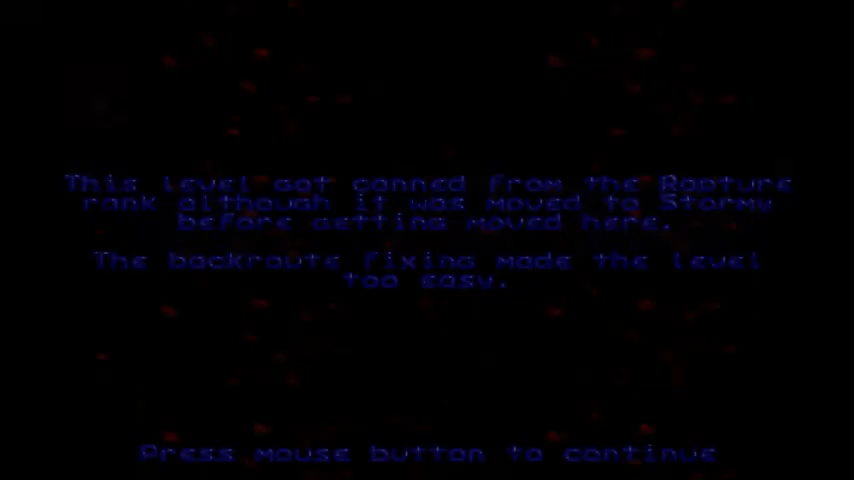 This level got canned from the Rapture
rank although it was moved to Stormy
before getting moved here.
The backroute fixing made the level
too easy.
Press mouse button to continue